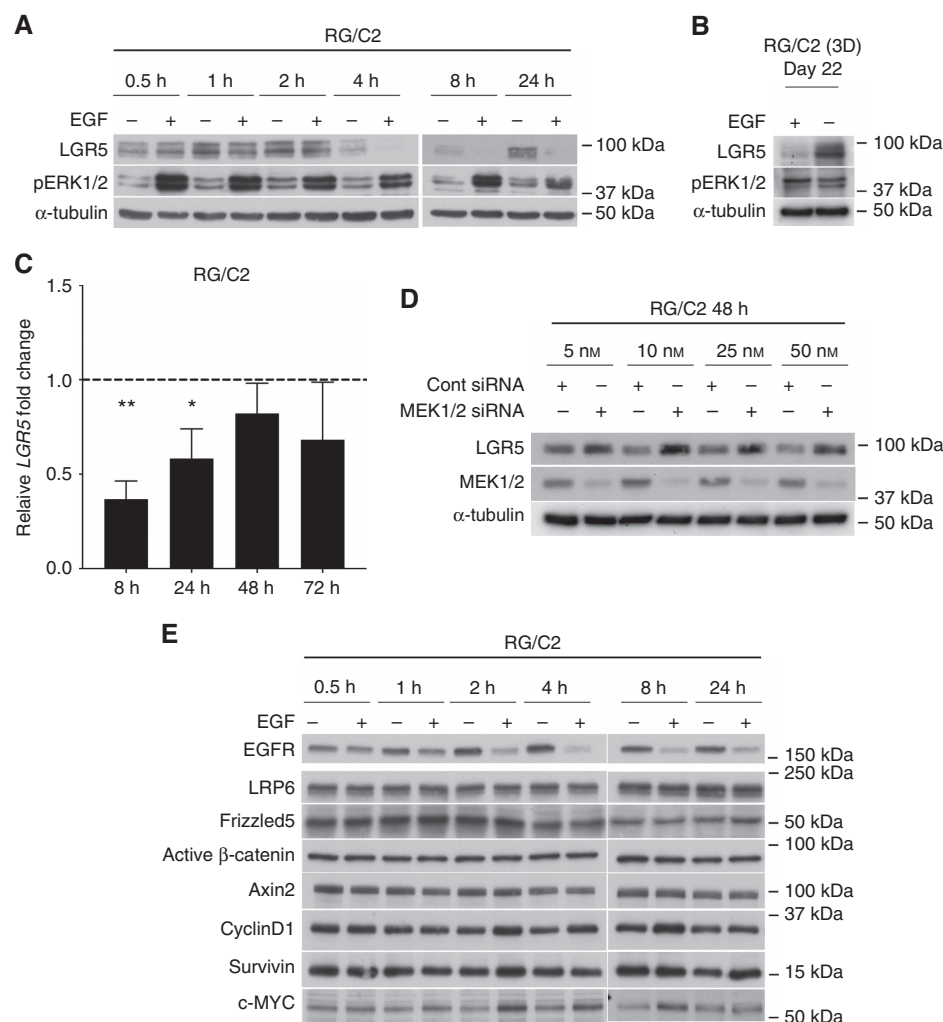 A
RG/C2
0.5 h 1 h 2 h 4 h 8 h 24 h
EGF – + – + – + – + – + – +
LGR5 – 100 kDa
pERK1/2 – 37 kDa
α-tubulin – 50 kDa
B
RG/C2 (3D)
Day 22
EGF + –
LGR5 – 100 kDa
pERK1/2 – 37 kDa
α-tubulin – 50 kDa
C
RG/C2
Relaive LGR5 fold change
1.5
1.0
0.5
0.0
** *
8 h 24 h 48 h 72 h
D
RG/C2 48 h
5 nM 10 nM 25 nM 50 nM
Cont siRNA + – + – + – + –
MEK1/2 siRNA – + – + – + – +
LGR5 – 100 kDa
MEK1/2 – 37 kDa
α-tubulin – 50 kDa
E
RG/C2
0.5 h 1 h 2 h 4 h 8 h 24 h
EGF – + – + – + – + – + – +
EGFR – 150 kDa
– 250 kDa
LRP6
Frizzled5 – 50 kDa
– 100 kDa
Active β-catenin
Axin2 – 100 kDa
– 37 kDa
CyclinD1
Survivin – 15 kDa
c-MYC – 50 kDa